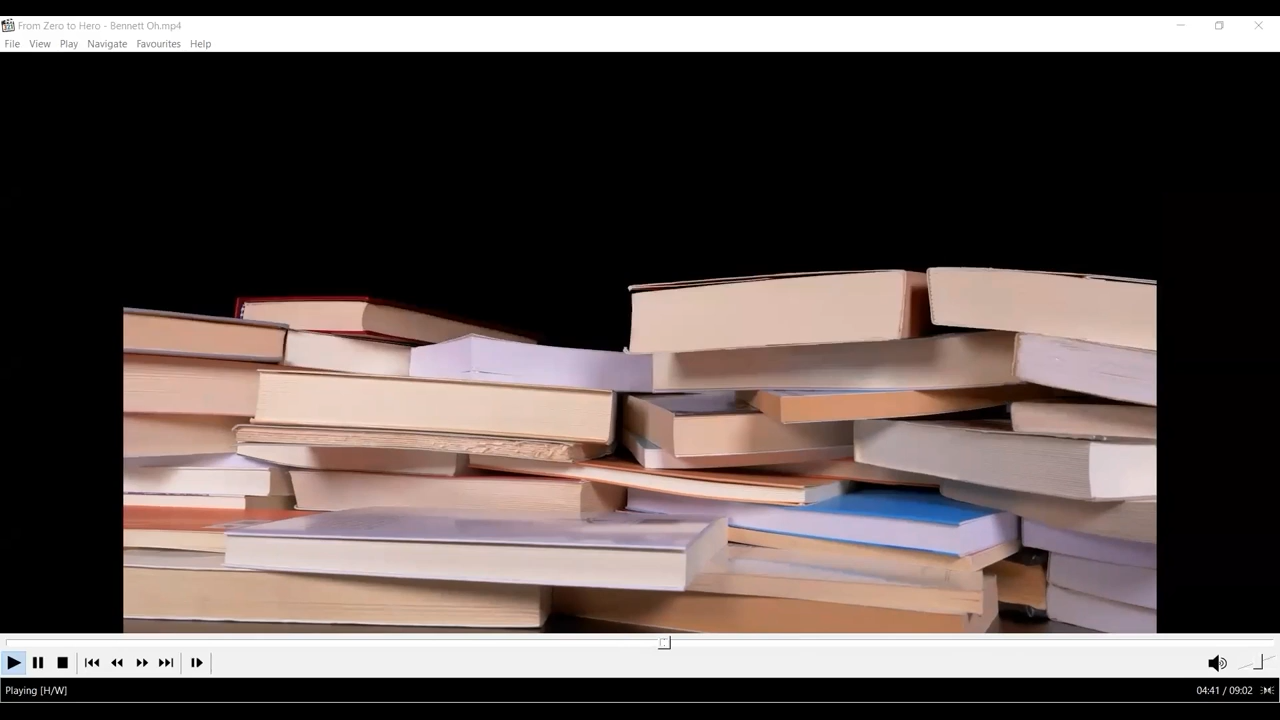 From Zero to Hero - Bennett Oh.mp4
File View Play Navigate Favourites Help
Playing [H/W]
04:41 / 09:02